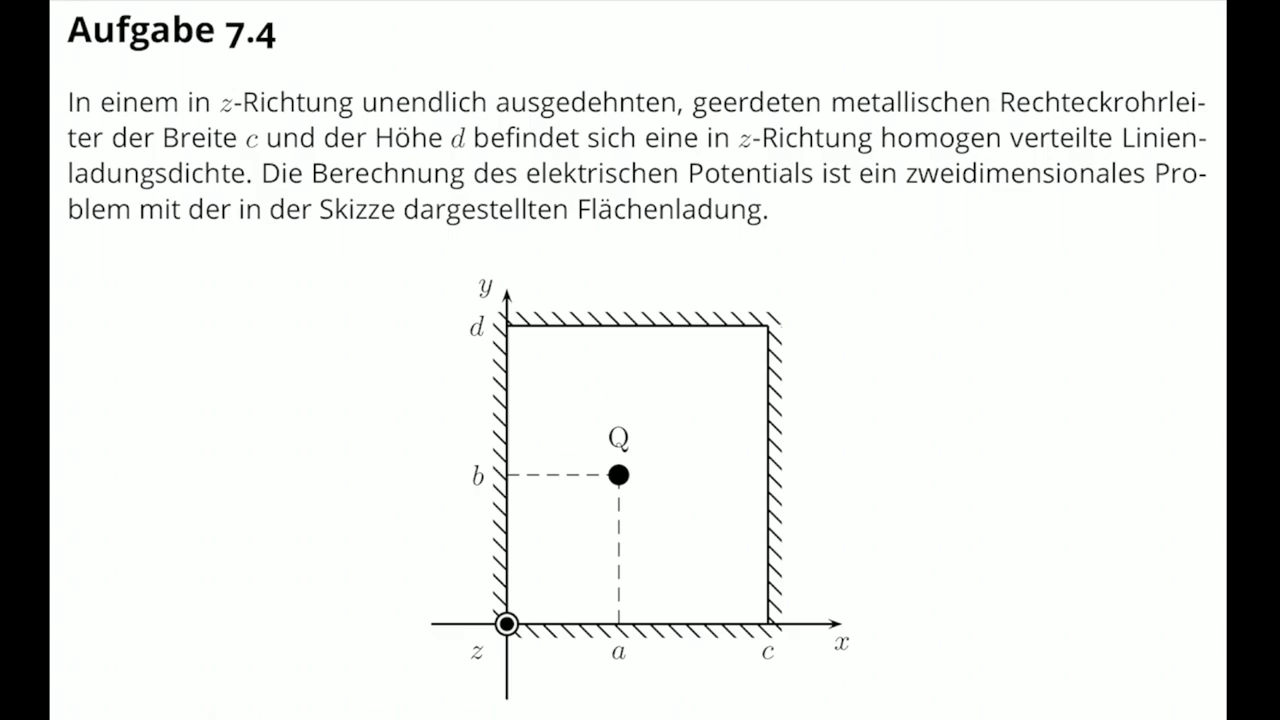 Aufgabe 7.4
In einem in z-Richtung unendlich ausgedehnten, geerdeten metallischen Rechteckrohrlei-
ter der Breite c und der Höhe d befindet sich eine in z-Richtung homogen verteilte Linien-
ladungsdichte. Die Berechnung des elektrischen Potentials ist ein zweidimensionales Pro-
blem mit der in der Skizze dargestellten Flächenladung.
y
d
Q
b
z
a
c
x